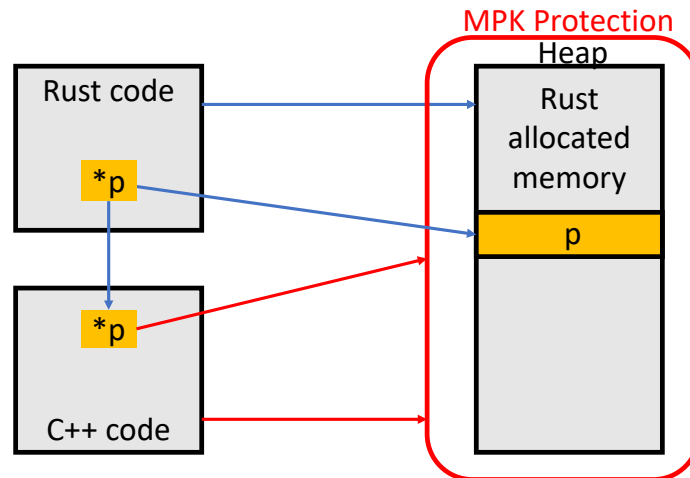 MPK Protection
Heap
Rust code
*p
Rust
allocated
memory
p
*p
C++ code